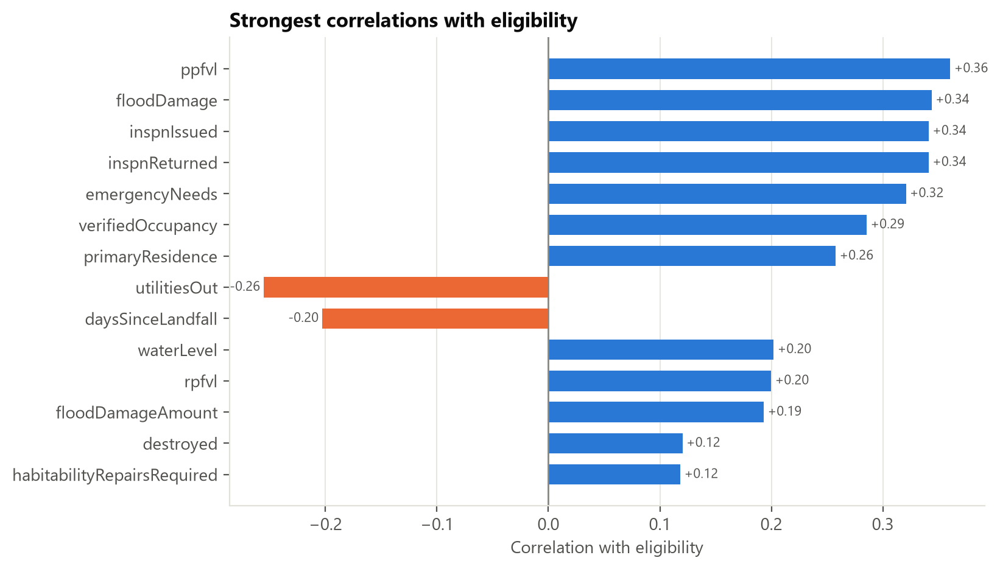 Strongest correlations with eligibility
ppfvl +0.36
floodDamage +0.34
inspnIssued +0.34
inspnReturned +0.34
emergencyNeeds +0.32
verifiedOccupancy +0.29
primaryResidence +0.26
utilitiesOut -0.26
daysSinceLandfall -0.20
waterLevel +0.20
rpfvl +0.20
floodDamageAmount +0.19
destroyed +0.12
habitabilityRepairsRequired +0.12
−0.2 −0.1 0.0 0.1 0.2 0.3
Correlation with eligibility